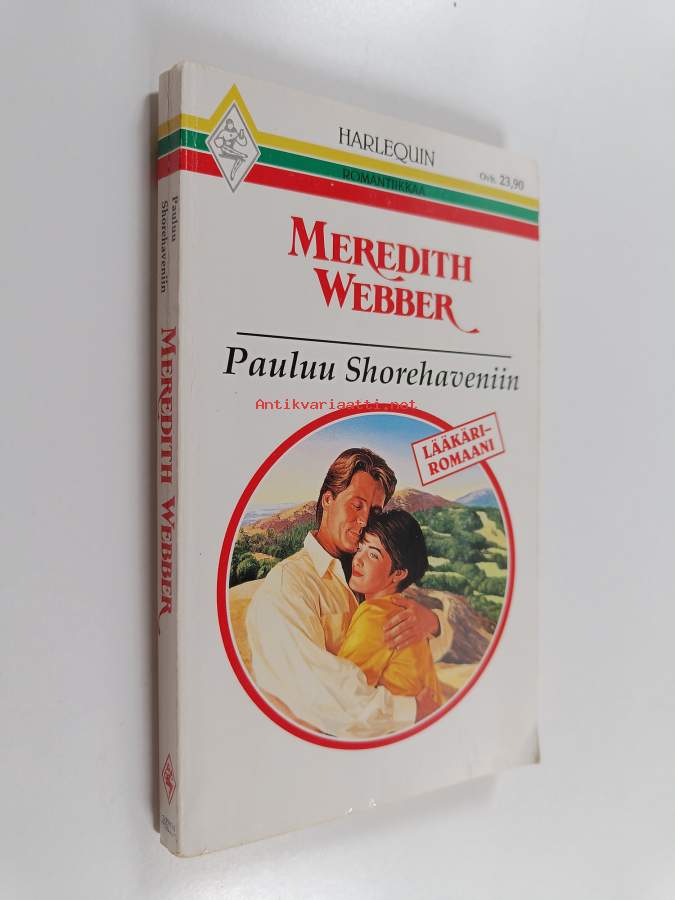 HARLEQUIN
ROMANTIIKKAA
Ovh. 23,90
MEREDITH
WEBBER
Pauluu Shorehaveniin
Antikvariaatti.net
LÄÄKÄRI-
ROMAANI
Pauluu
Shorehaveniin
MEREDITH WEBBER